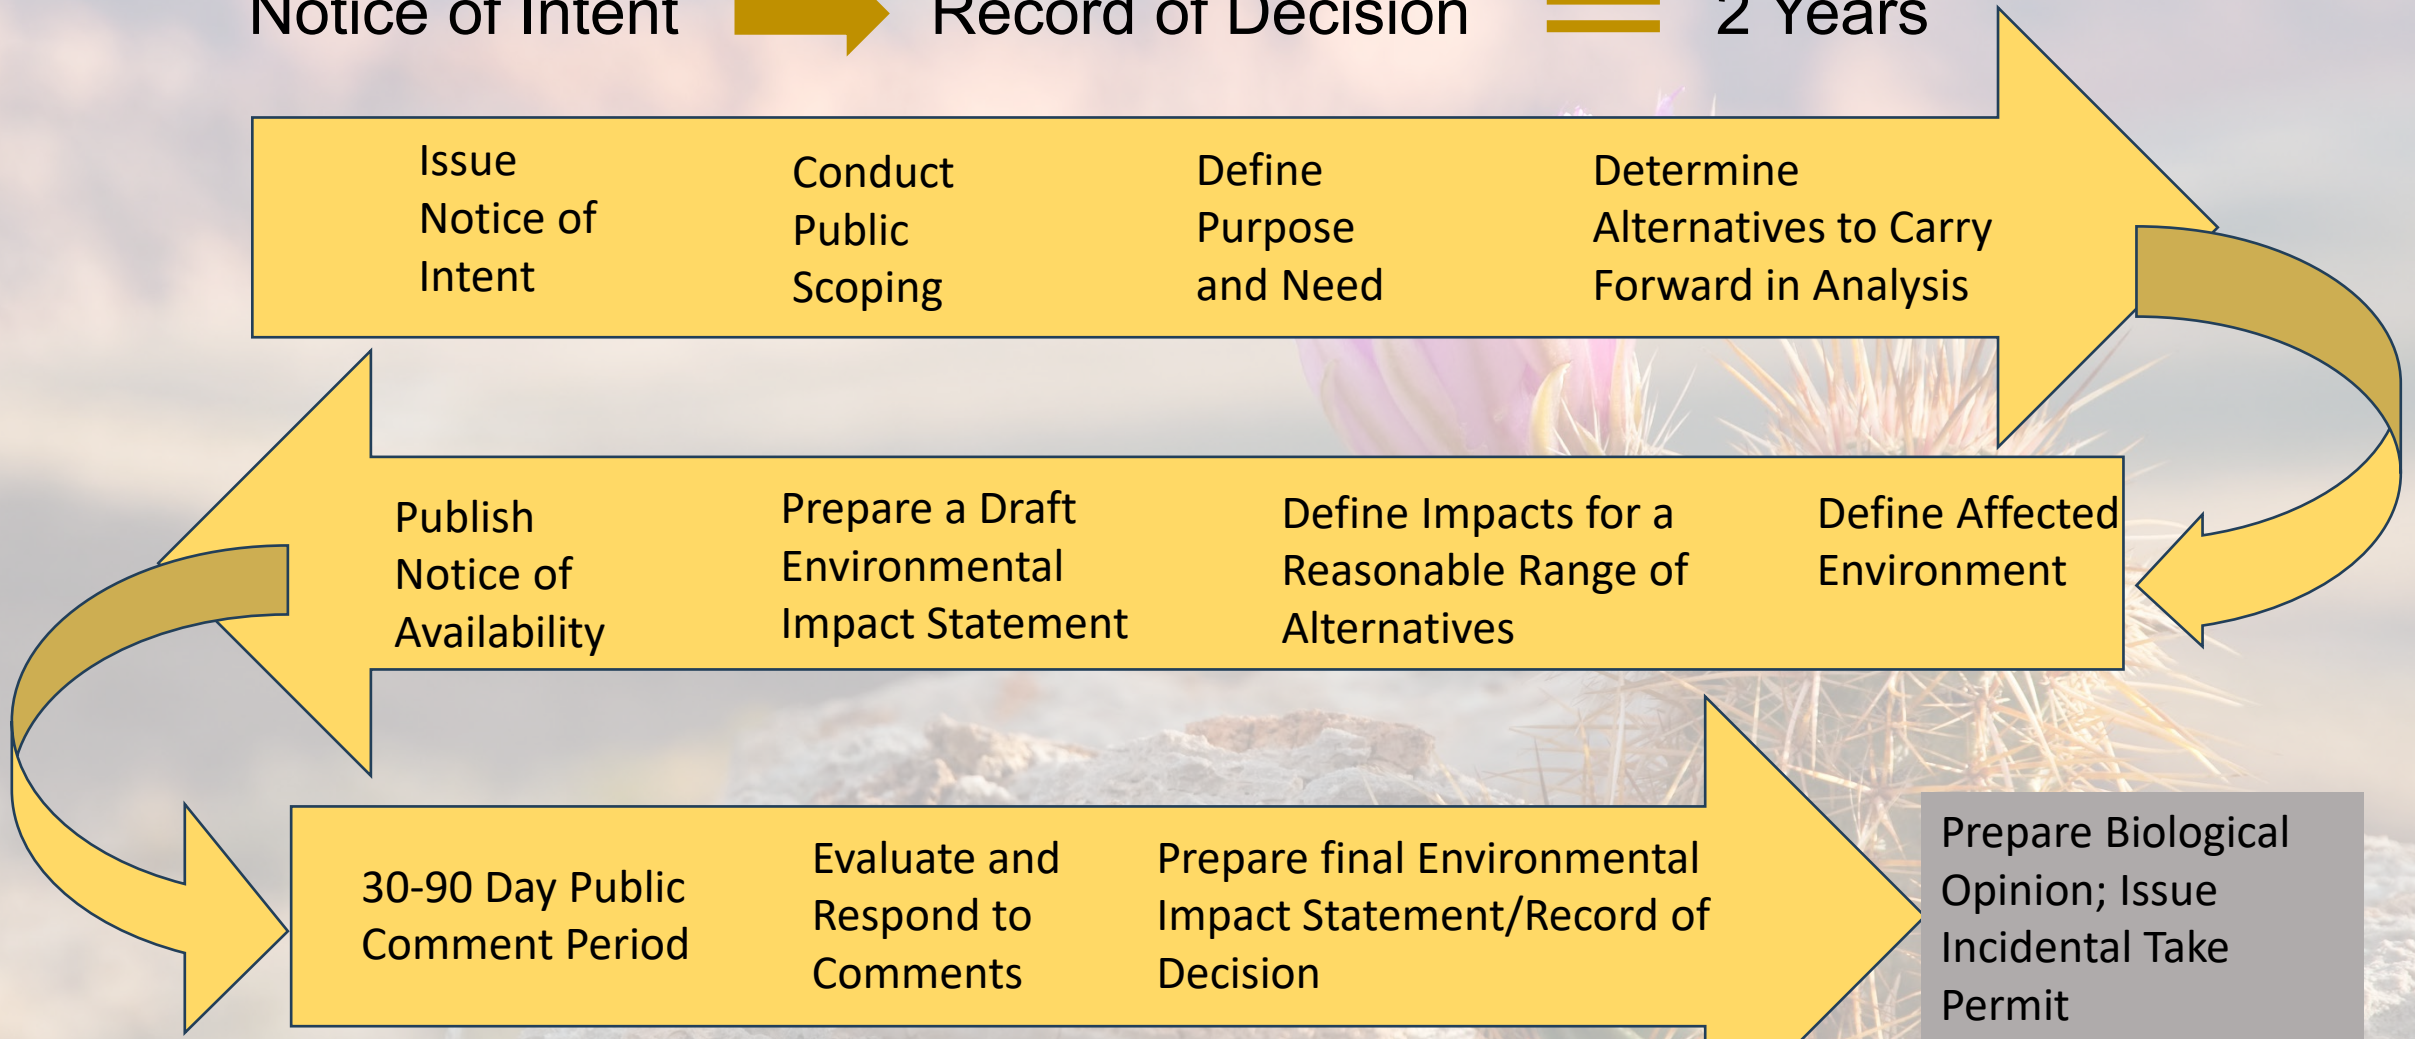 Notice of Intent Record of Decision 2 Years
Issue
Notice of
Intent
Conduct
Public
Scoping
Define
Purpose
and Need
Determine
Alternatives to Carry
Forward in Analysis
Define Affected
Environment
Define Impacts for a
Reasonable Range of
Alternatives
Prepare a Draft
Environmental
Impact Statement
Publish
Notice of
Availability
30-90 Day Public
Comment Period
Evaluate and
Respond to
Comments
Prepare final Environmental
Impact Statement/Record of
Decision
Prepare Biological
Opinion; Issue
Incidental Take
Permit